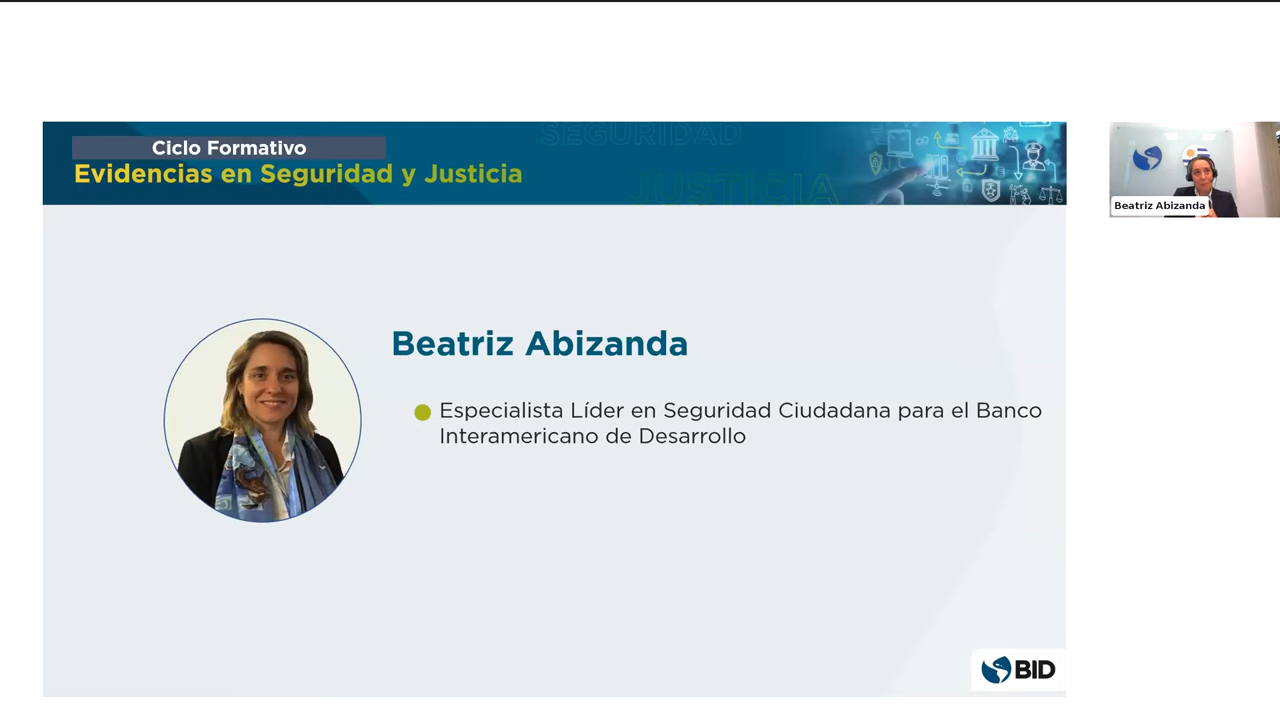 SEGURIDAD
Ciclo Formativo
Evidencias en Seguridad y Justicia
JUSTICIA
Beatriz Abizanda
Beatriz Abizanda
Especialista Líder en Seguridad Ciudadana para el Banco
Interamericano de Desarrollo
BID